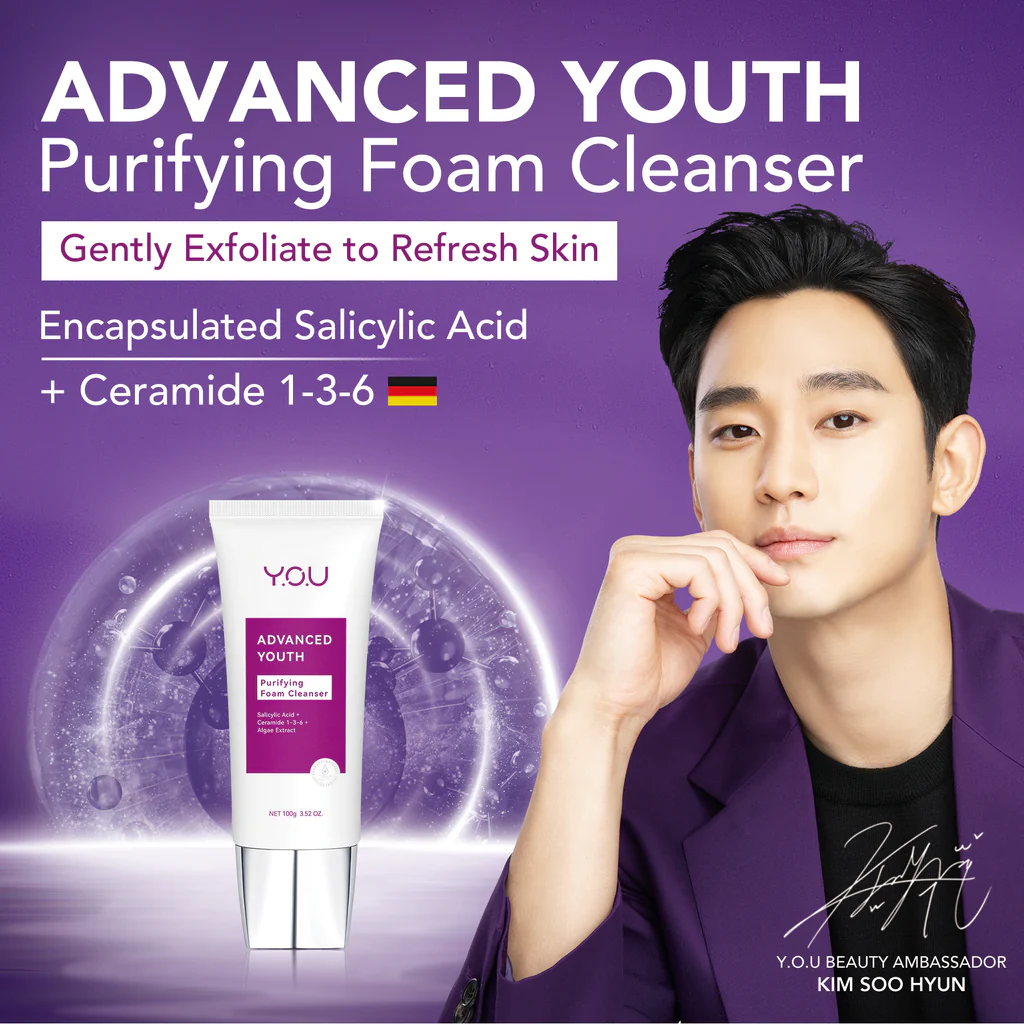 ADVANCED YOUTH
Purifying Foam Cleanser
Gently Exfoliate to Refresh Skin
Encapsulated Salicylic Acid
+ Ceramide 1-3-6
Y.O.U
ADVANCED
YOUTH
Purifying
Foam Cleanser
Salicylic Acid +
Ceramide 1-3-6 +
Algae Extract
NET 100g 3.52 OZ.
Y.O.U BEAUTY AMBASSADOR
KIM SOO HYUN